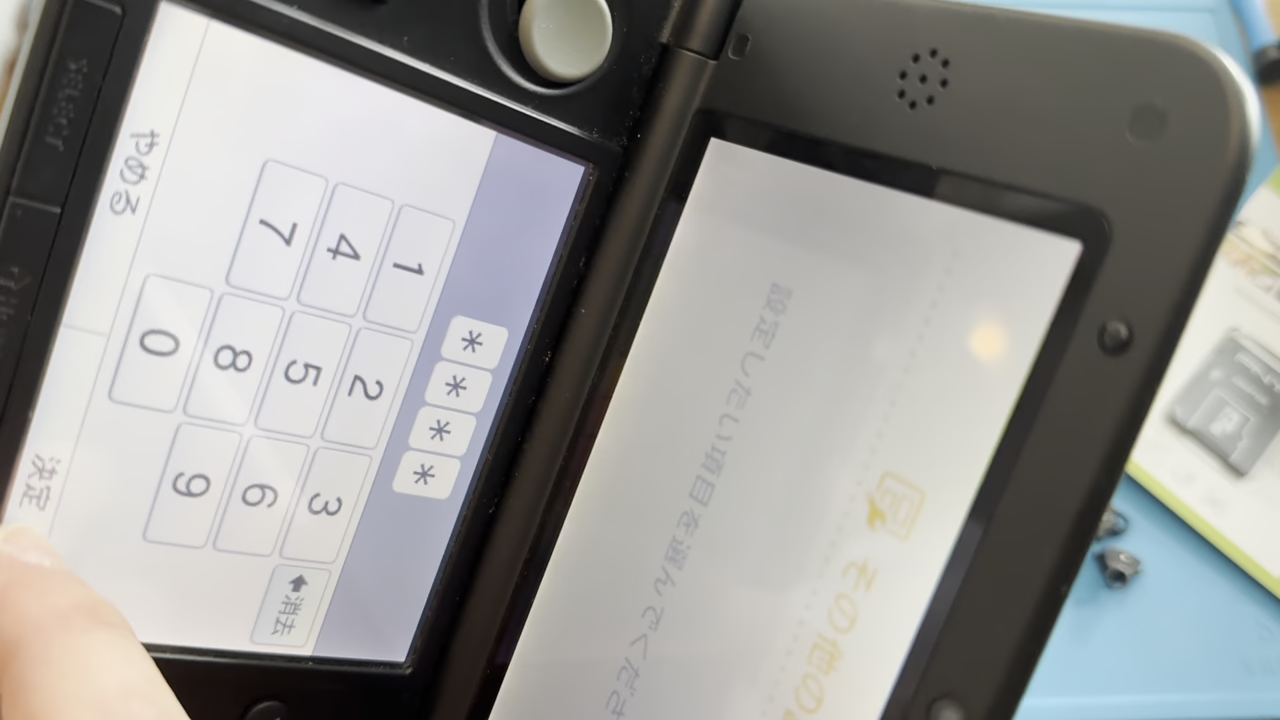 その他の
設定したい項目を選んでくださ
* * * *
1 2 3
4 5 6
7 8 9
0
←消去
やめる
決定
SELECT